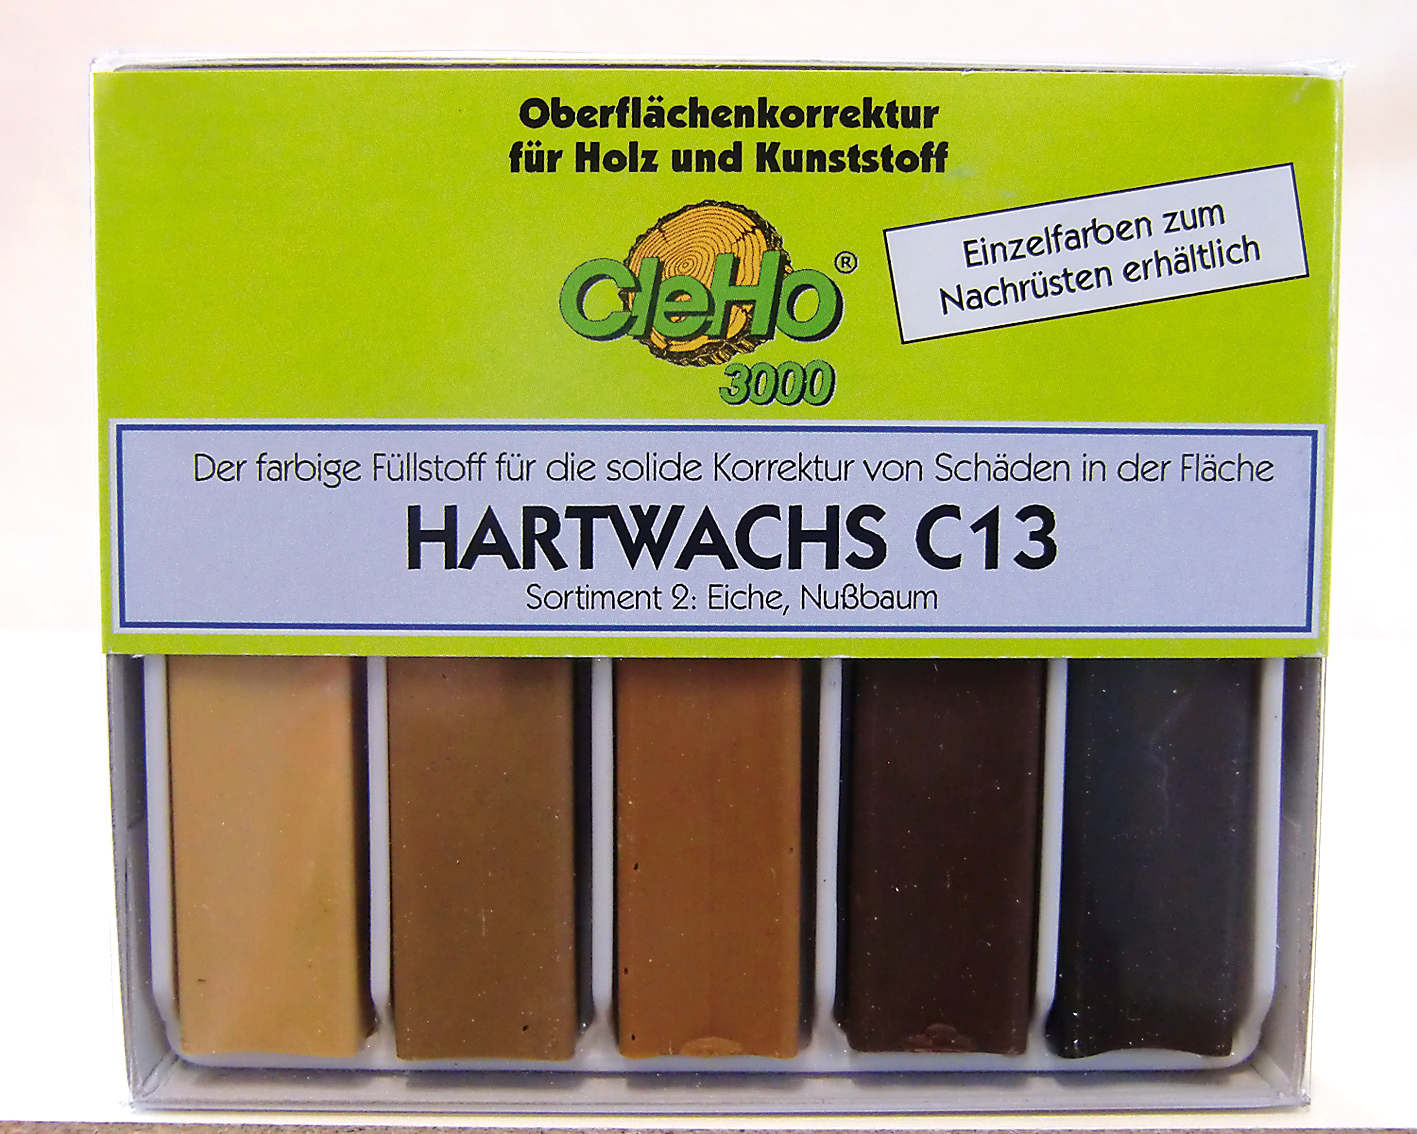 Oberflächenkorrektur
für Holz und Kunststoff
CleHo ®
3000
Einzelfarben zum
Nachrüsten erhältlich
Der farbige Füllstoff für die solide Korrektur von Schäden in der Fläche
HARTWACHS C13
Sortiment 2: Eiche, Nußbaum